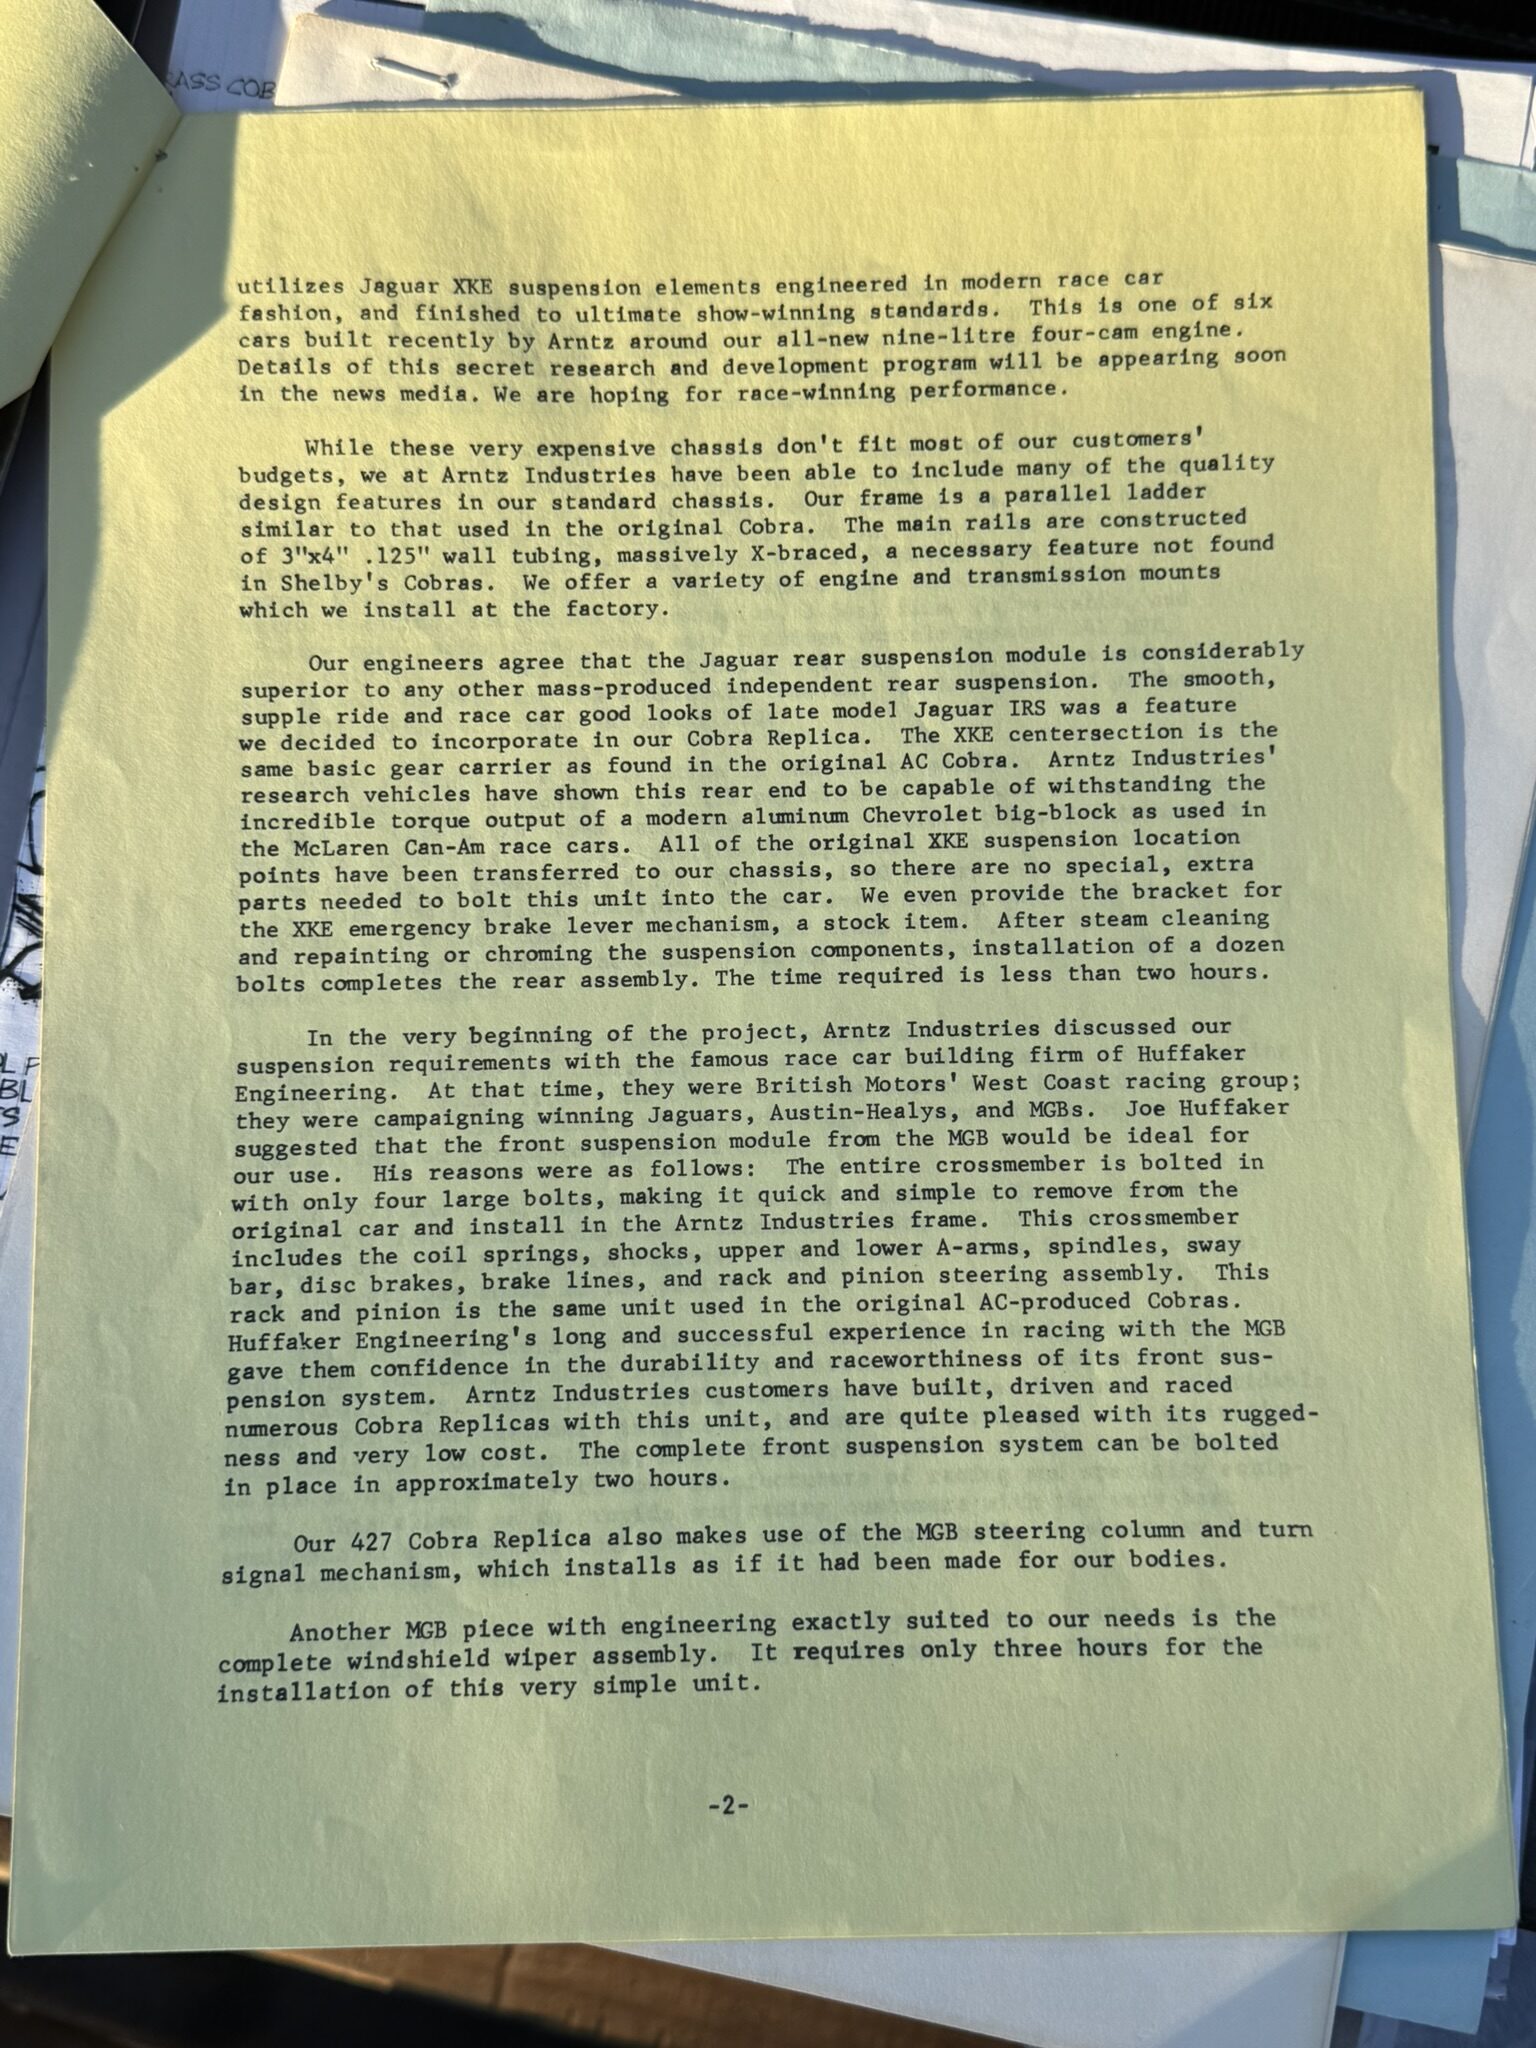 ASS COB
utilizes Jaguar XKE suspension elements engineered in modern race car
fashion, and finished to ultimate show-winning standards. This is one of six
cars built recently by Arntz around our all-new nine-litre four-cam engine.
Details of this secret research and development program will be appearing soon
in the news media. We are hoping for race-winning performance.
While these very expensive chassis don't fit most of our customers'
budgets, we at Arntz Industries have been able to include many of the quality
design features in our standard chassis. Our frame is a parallel ladder
similar to that used in the original Cobra. The main rails are constructed
of 3"x4" .125" wall tubing, massively X-braced, a necessary feature not found
in Shelby's Cobras. We offer a variety of engine and transmission mounts
which we install at the factory.
Our engineers agree that the Jaguar rear suspension module is considerably
superior to any other mass-produced independent rear suspension. The smooth,
supple ride and race car good looks of late model Jaguar IRS was a feature
we decided to incorporate in our Cobra Replica. The XKE centersection is the
same basic gear carrier as found in the original AC Cobra. Arntz Industries'
research vehicles have shown this rear end to be capable of withstanding the
incredible torque output of a modern aluminum Chevrolet big-block as used in
the McLaren Can-Am race cars. All of the original XKE suspension location
points have been transferred to our chassis, so there are no special, extra
parts needed to bolt this unit into the car. We even provide the bracket for
the XKE emergency brake lever mechanism, a stock item. After steam cleaning
and repainting or chroming the suspension components, installation of a dozen
bolts completes the rear assembly. The time required is less than two hours.
In the very beginning of the project, Arntz Industries discussed our
suspension requirements with the famous race car building firm of Huffaker
Engineering. At that time, they were British Motors' West Coast racing group;
they were campaigning winning Jaguars, Austin-Healys, and MGBs. Joe Huffaker
suggested that the front suspension module from the MGB would be ideal for
our use. His reasons were as follows: The entire crossmember is bolted in
with only four large bolts, making it quick and simple to remove from the
original car and install in the Arntz Industries frame. This crossmember
includes the coil springs, shocks, upper and lower A-arms, spindles, sway
bar, disc brakes, brake lines, and rack and pinion steering assembly. This
rack and pinion is the same unit used in the original AC-produced Cobras.
Huffaker Engineering's long and successful experience in racing with the MGB
gave them confidence in the durability and raceworthiness of its front sus-
pension system. Arntz Industries customers have built, driven and raced
numerous Cobra Replicas with this unit, and are quite pleased with its rugged-
ness and very low cost. The complete front suspension system can be bolted
in place in approximately two hours.
Our 427 Cobra Replica also makes use of the MGB steering column and turn
signal mechanism, which installs as if it had been made for our bodies.
Another MGB piece with engineering exactly suited to our needs is the
complete windshield wiper assembly. It requires only three hours for the
installation of this very simple unit.
-2-